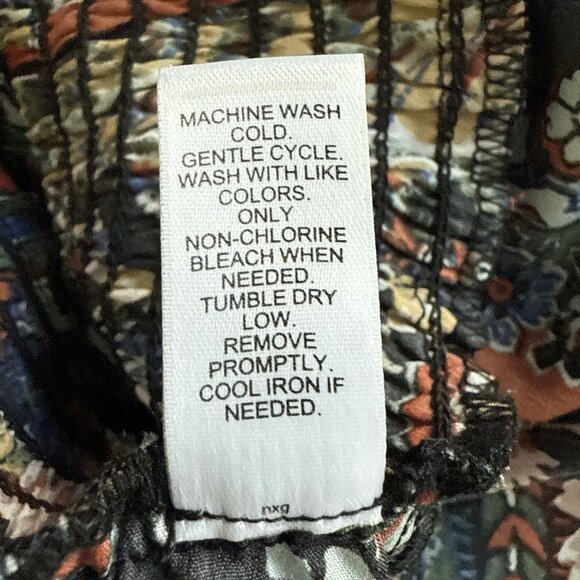 MACHINE WASH
COLD.
GENTLE CYCLE.
WASH WITH LIKE
COLORS.
ONLY
NON-CHLORINE
BLEACH WHEN
NEEDED.
TUMBLE DRY
LOW.
REMOVE
PROMPTLY.
COOL IRON IF
NEEDED.
nxg